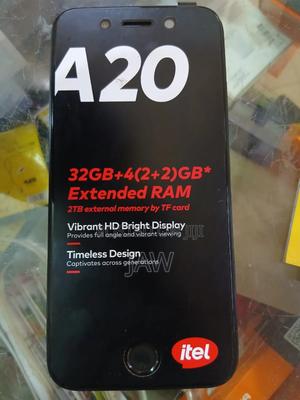 A20
32GB+4(2+2)GB*
Extended RAM
2TB external memory by TF card
Vibrant HD Bright Display
Provides full angle and vibrant viewing
Timeless Design
Captivates across generations
JAW
itel